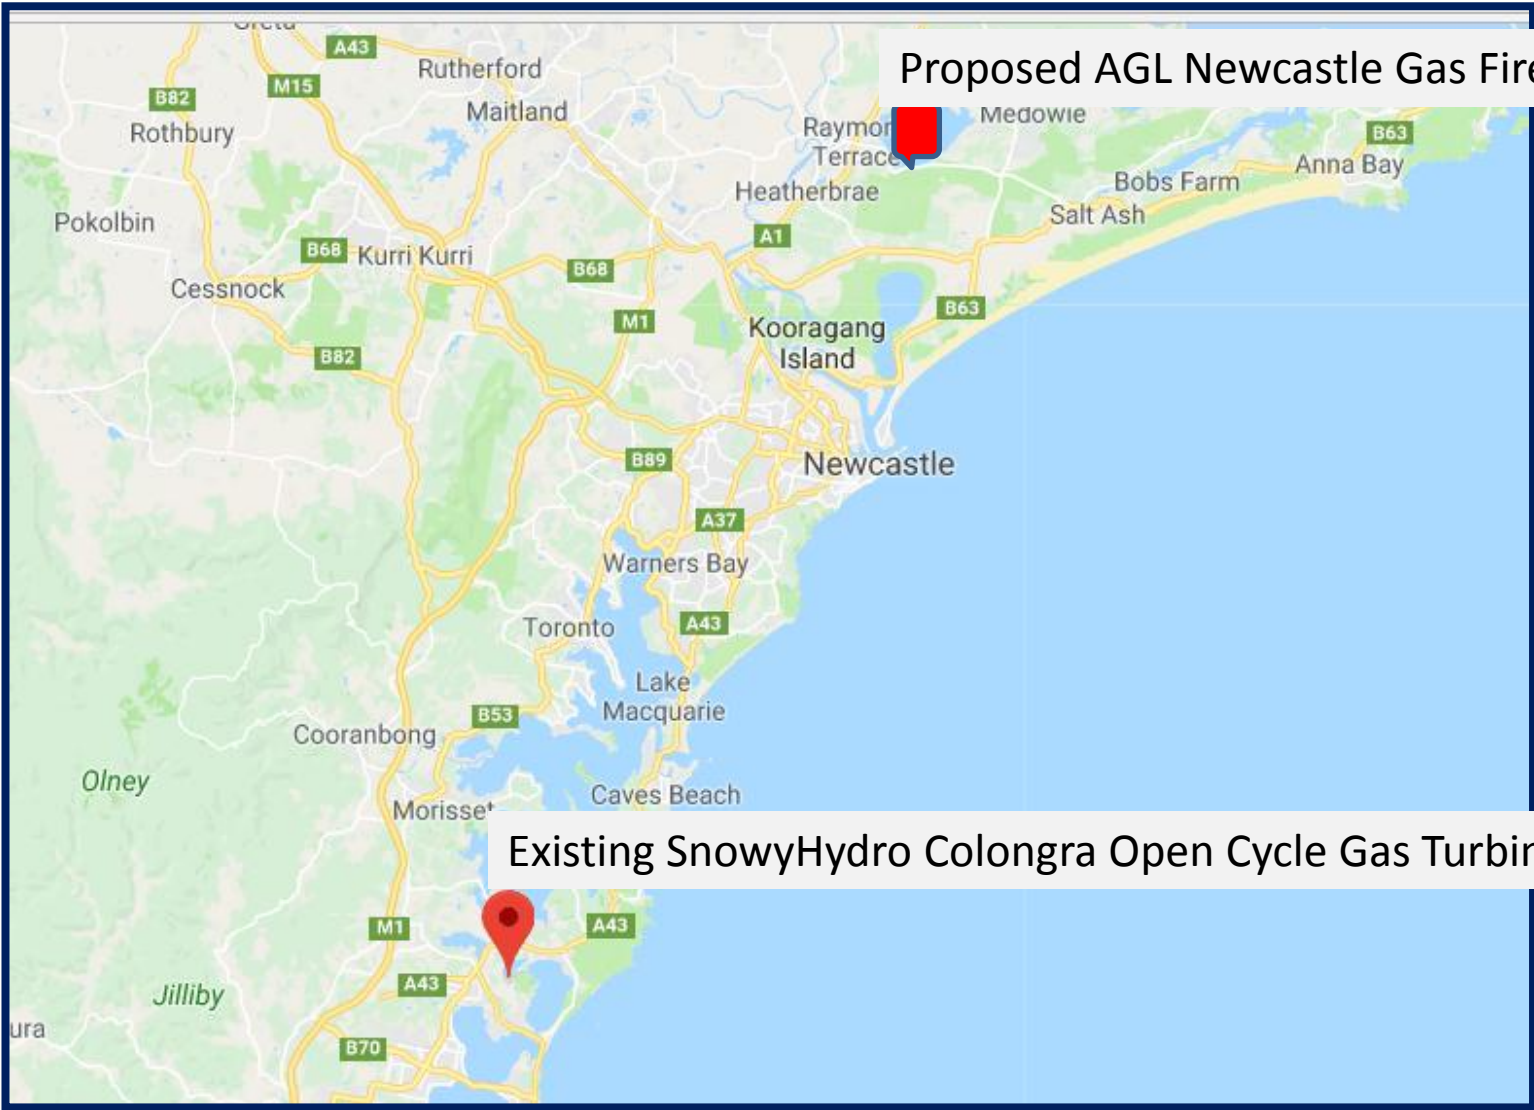 A43
Rutherford
M15
B82
Maitland
Rothbury
Proposed AGL Newcastle Gas Fire
Medowie
Raymor
Terrace
B63
Anna Bay
Bobs Farm
Heatherbrae
Salt Ash
Pokolbin
A1
B68
Kurri Kurri
B68
Cessnock
B63
M1
Kooragang
Island
B82
B89
Newcastle
A37
Warners Bay
Toronto
A43
Lake
Macquarie
B53
Cooranbong
Olney
Caves Beach
Morisset
Existing SnowyHydro Colongra Open Cycle Gas Turbin
M1
A43
A43
Jilliby
ura
B70